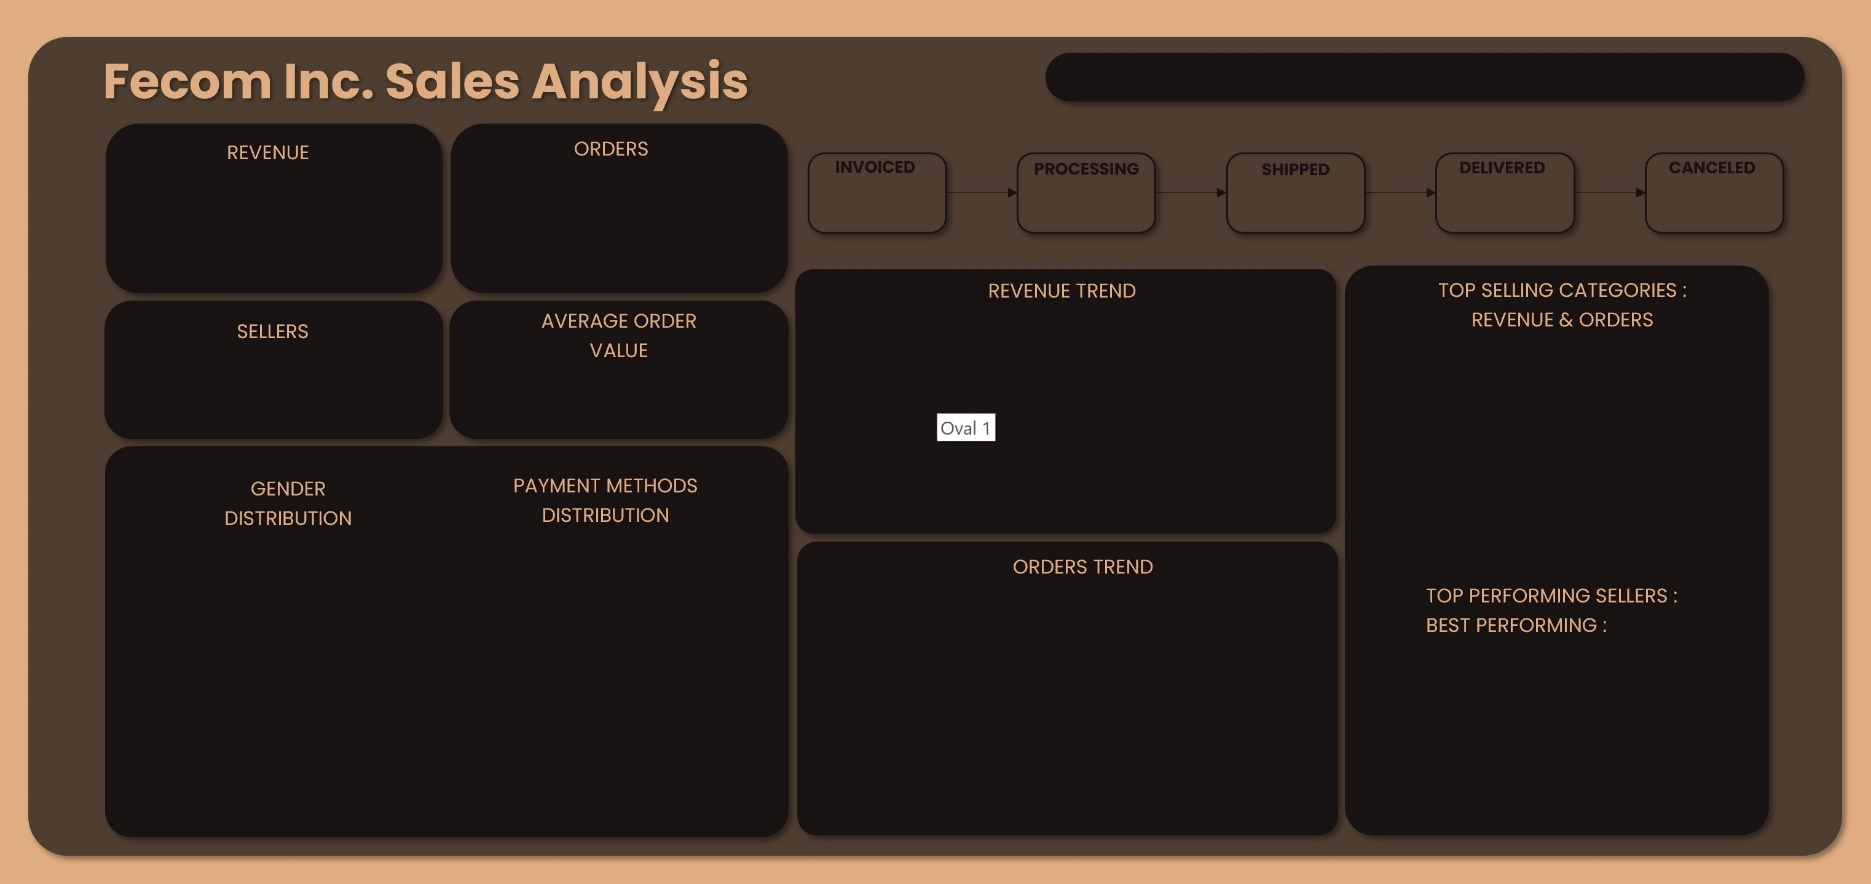 Fecom Inc. Sales Analysis
REVENUE
ORDERS
INVOICED
PROCESSING
SHIPPED
DELIVERED
CANCELED
SELLERS
AVERAGE ORDER
VALUE
REVENUE TREND
TOP SELLING CATEGORIES :
REVENUE & ORDERS
Oval 1
GENDER
DISTRIBUTION
PAYMENT METHODS
DISTRIBUTION
ORDERS TREND
TOP PERFORMING SELLERS :
BEST PERFORMING :